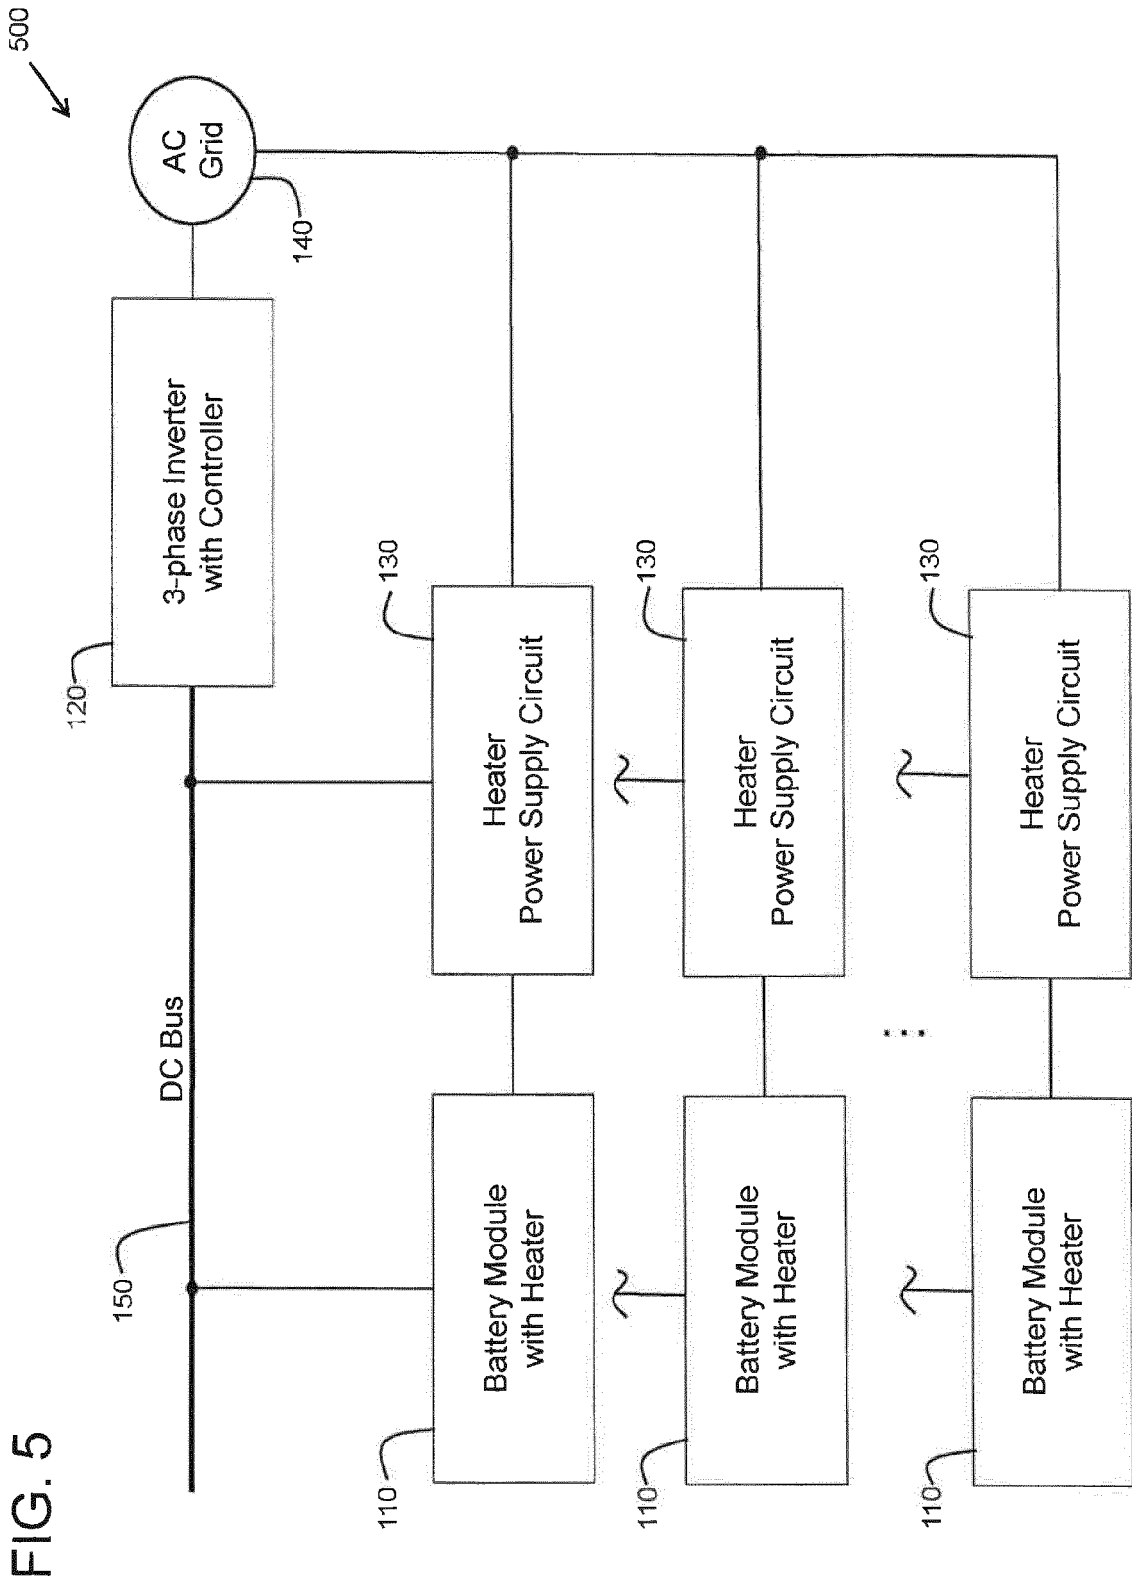 FIG. 5
500
150
DC Bus
120
3-phase Inverter
with Controller
AC
Grid
140
110
Battery Module
with Heater
130
Heater
Power Supply Circuit
110
Battery Module
with Heater
130
Heater
Power Supply Circuit
110
Battery Module
with Heater
130
Heater
Power Supply Circuit